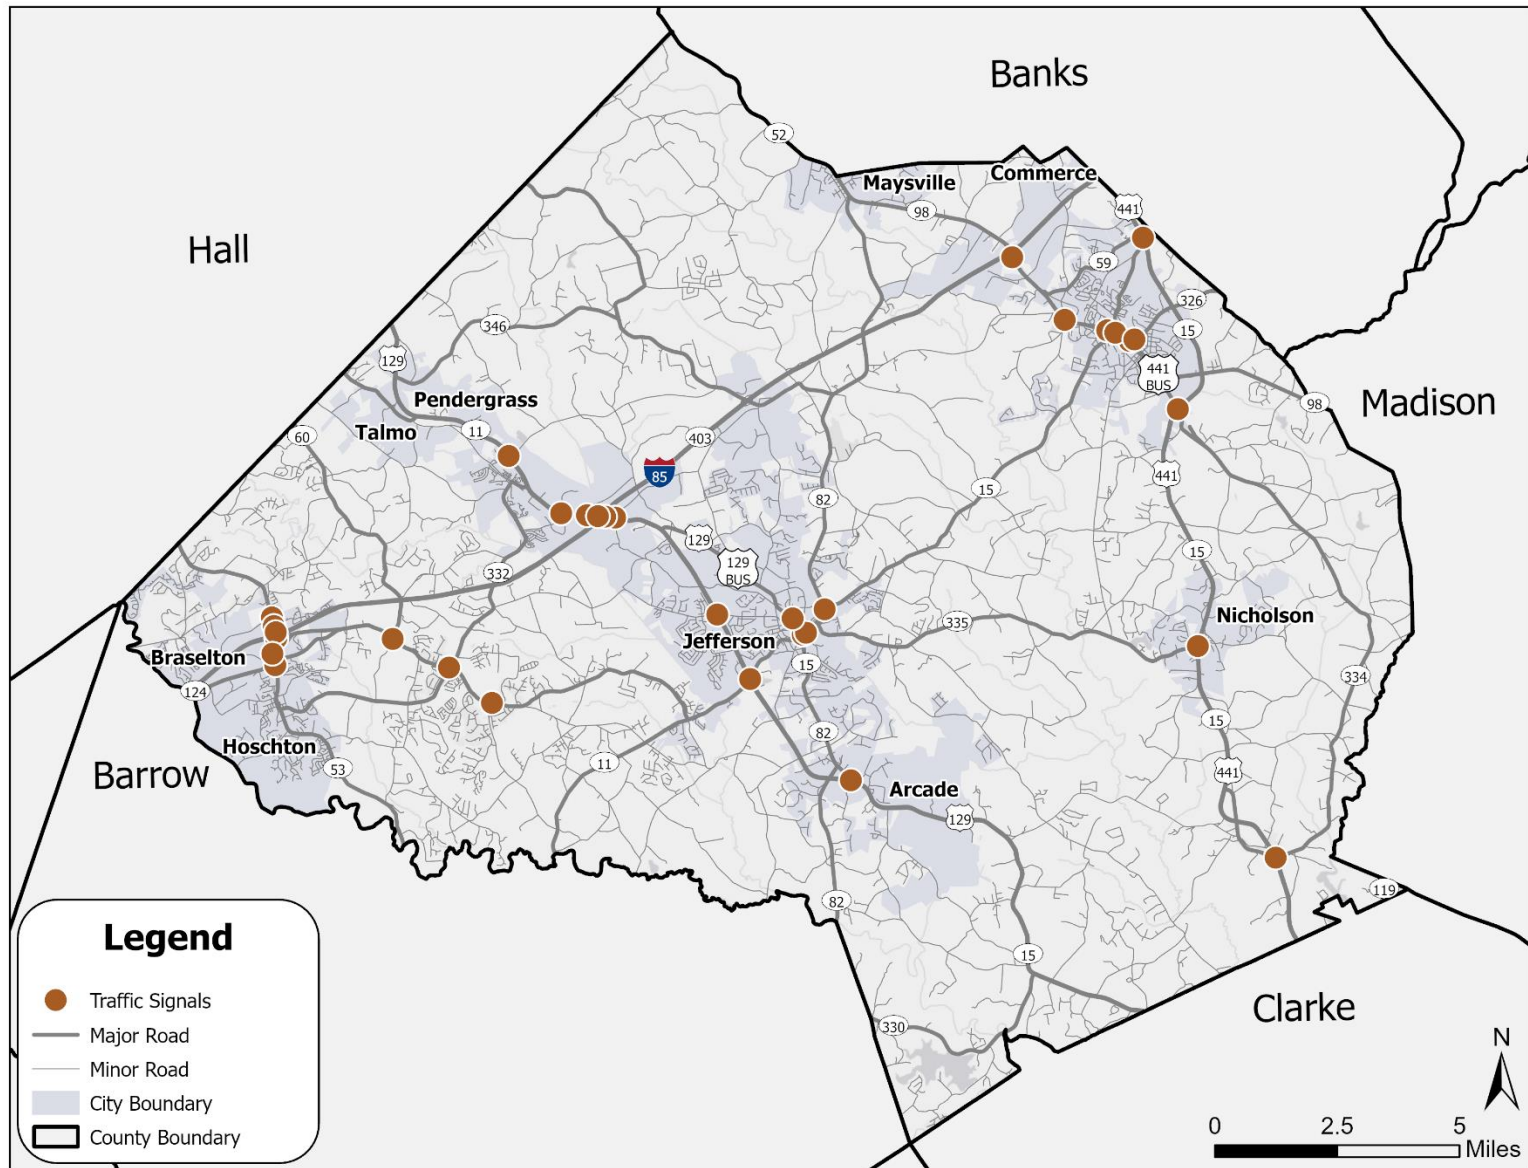 Banks
52
Commerce
Maysville
98
441
Hall
59
326
346
15
129
441
BUS
Madison
98
Pendergrass
11
Talmo
60
403
85
441
82
15
129
15
129
BUS
332
Nicholson
335
Jefferson
Braselton
15
334
124
15
Hoschton
82
11
53
441
Barrow
Arcade
129
119
82
15
Clarke
330
Legend
Traffic Signals
Major Road
Minor Road
City Boundary
County Boundary
N
0 2.5 5
Miles